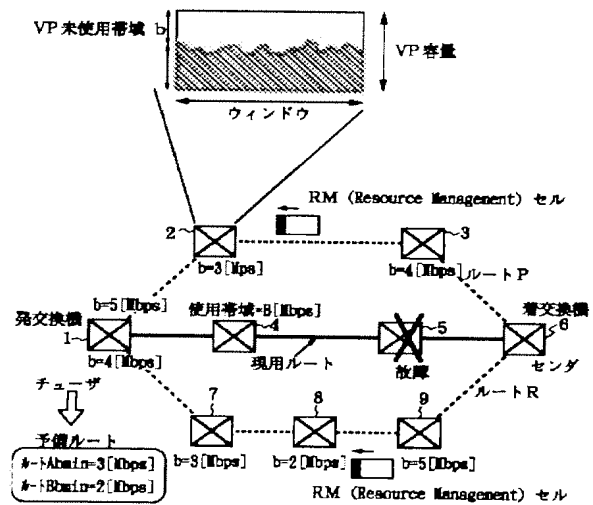 VP未使用帯域 b
VP容量
ウィンドウ
RM (Resource Management) セル
2
3
b=3[Mps]
b=4[Mbps]
ルートP
b=5[Mbps]
使用帯域=B[Mbps]
発交換機
着交換機
1
4
5
6
現用ルート
故障
センダ
b=4[Mbps]
チューザ
ルートR
7
8
9
予備ルート
b=3[Mbps]
b=2[Mbps]
b=5[Mbps]
ルートAbmin=3[Mbps]
ルートBbmin=2[Mbps]
RM (Resource Management) セル